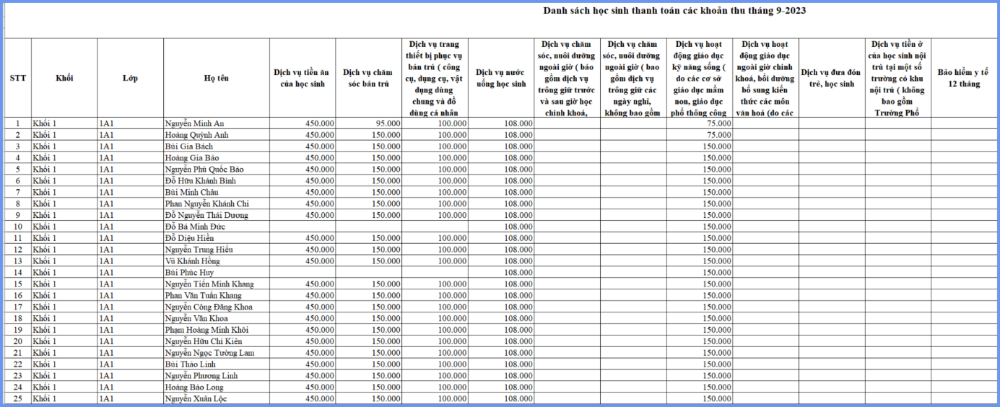 Danh sách học sinh thanh toán các khoản thu tháng 9-2023
STT
Khối
Lớp
Họ tên
Dịch vụ tiền ăn
của học sinh
Dịch vụ chăm
sóc bán trú
Dịch vụ trang
thiết bị phục vụ
bán trú ( công
cụ, dụng cụ, vật
dụng dùng
chung và đồ
dùng cá nhân
Dịch vụ nước
uống học sinh
Dịch vụ chăm
sóc, nuôi dưỡng
ngoài giờ ( báo
gồm dịch vụ
trông giữ trước
và sau giờ học
chính khoá,
Dịch vụ chăm
sóc, nuôi dưỡng
ngoài giờ ( bao
gồm dịch vụ
trông giữ các
ngày nghỉ,
không bao gồm
Dịch vụ hoạt
động giáo dục
kỹ năng sống (
do các cơ sở
giáo dục mầm
non, giáo dục
phổ thông công
Dịch vụ hoạt
động giáo dục
ngoài giờ chính
khoá, bồi dưỡng
bổ sung kiến
thức các môn
văn hoá (do các
Dịch vụ đưa đón
trẻ, học sinh
Dịch vụ tiền ở
của học sinh nội
trú tại một số
trường có khu
nội trú ( không
bao gồm
Trường Phổ
Bảo hiểm y tế
12 tháng
1 Khối 1 1A1 Nguyễn Minh An 450.000 95.000 100.000 108.000 75.000
2 Khối 1 1A1 Hoàng Quỳnh Anh 450.000 150.000 100.000 108.000 75.000
3 Khối 1 1A1 Bùi Gia Bách 450.000 150.000 100.000 108.000 150.000
4 Khối 1 1A1 Hoàng Gia Bảo 450.000 150.000 100.000 108.000 150.000
5 Khối 1 1A1 Nguyễn Phú Quốc Bảo 450.000 150.000 100.000 108.000 150.000
6 Khối 1 1A1 Đỗ Hữu Khánh Bình 450.000 150.000 100.000 108.000 150.000
7 Khối 1 1A1 Bùi Minh Châu 450.000 150.000 100.000 108.000 150.000
8 Khối 1 1A1 Phan Nguyễn Khánh Chi 450.000 150.000 100.000 108.000 150.000
9 Khối 1 1A1 Đỗ Nguyễn Thái Dương 450.000 150.000 100.000 108.000 150.000
10 Khối 1 1A1 Đỗ Bá Minh Đức 108.000 150.000
11 Khối 1 1A1 Đỗ Diệu Hiền 450.000 150.000 100.000 108.000 150.000
12 Khối 1 1A1 Nguyễn Trung Hiếu 450.000 150.000 100.000 108.000 150.000
13 Khối 1 1A1 Vũ Khánh Hồng 450.000 150.000 100.000 108.000 150.000
14 Khối 1 1A1 Bùi Phúc Huy 108.000 150.000
15 Khối 1 1A1 Nguyễn Tiến Minh Khang 450.000 150.000 100.000 108.000 150.000
16 Khối 1 1A1 Phan Văn Tuấn Khang 450.000 150.000 100.000 108.000 150.000
17 Khối 1 1A1 Nguyễn Công Đăng Khoa 450.000 150.000 100.000 108.000 150.000
18 Khối 1 1A1 Nguyễn Văn Khoa 450.000 150.000 100.000 108.000 150.000
19 Khối 1 1A1 Phạm Hoàng Minh Khôi 450.000 150.000 100.000 108.000 150.000
20 Khối 1 1A1 Nguyễn Hữu Chí Kiên 450.000 150.000 100.000 108.000 150.000
21 Khối 1 1A1 Nguyễn Ngọc Tường Lam 450.000 150.000 100.000 108.000 150.000
22 Khối 1 1A1 Bùi Thảo Linh 450.000 150.000 100.000 108.000 150.000
23 Khối 1 1A1 Nguyễn Phương Linh 450.000 150.000 100.000 108.000 150.000
24 Khối 1 1A1 Hoàng Bảo Long 450.000 150.000 100.000 108.000 150.000
25 Khối 1 1A1 Nguyễn Xuân Lộc 450.000 150.000 100.000 108.000 150.000